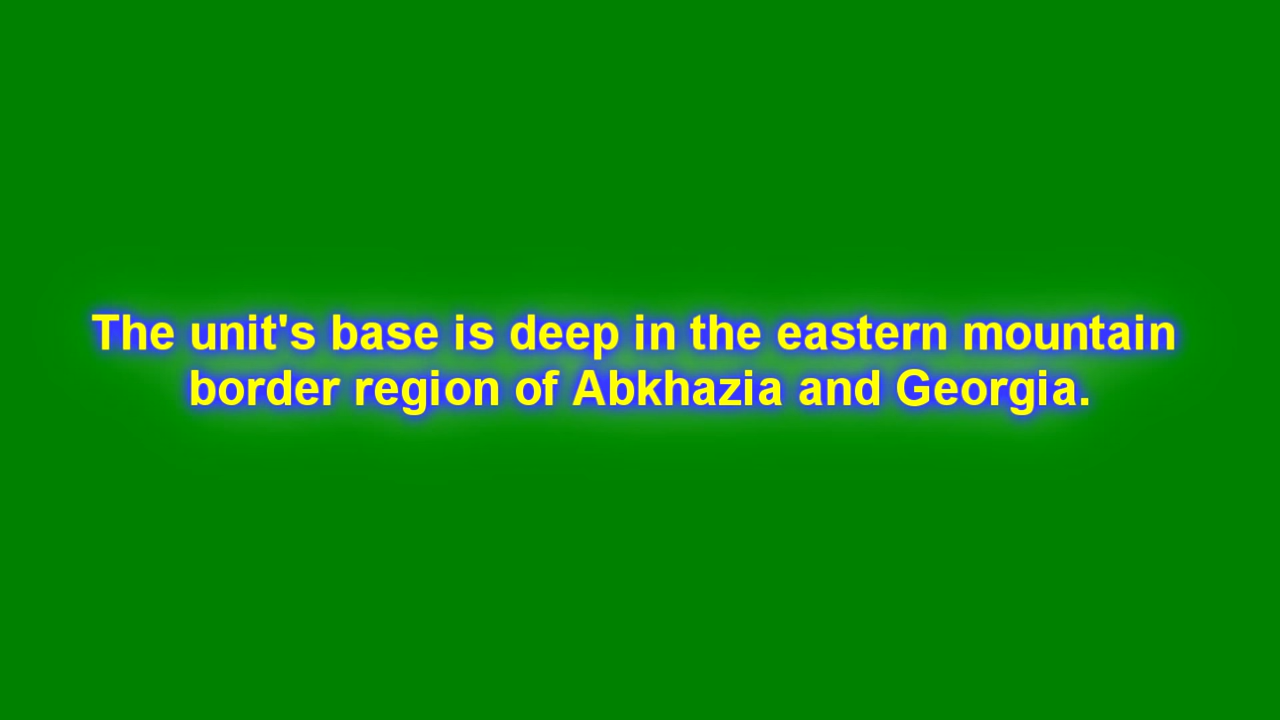 The unit's base is deep in the eastern mountain
border region of Abkhazia and Georgia.